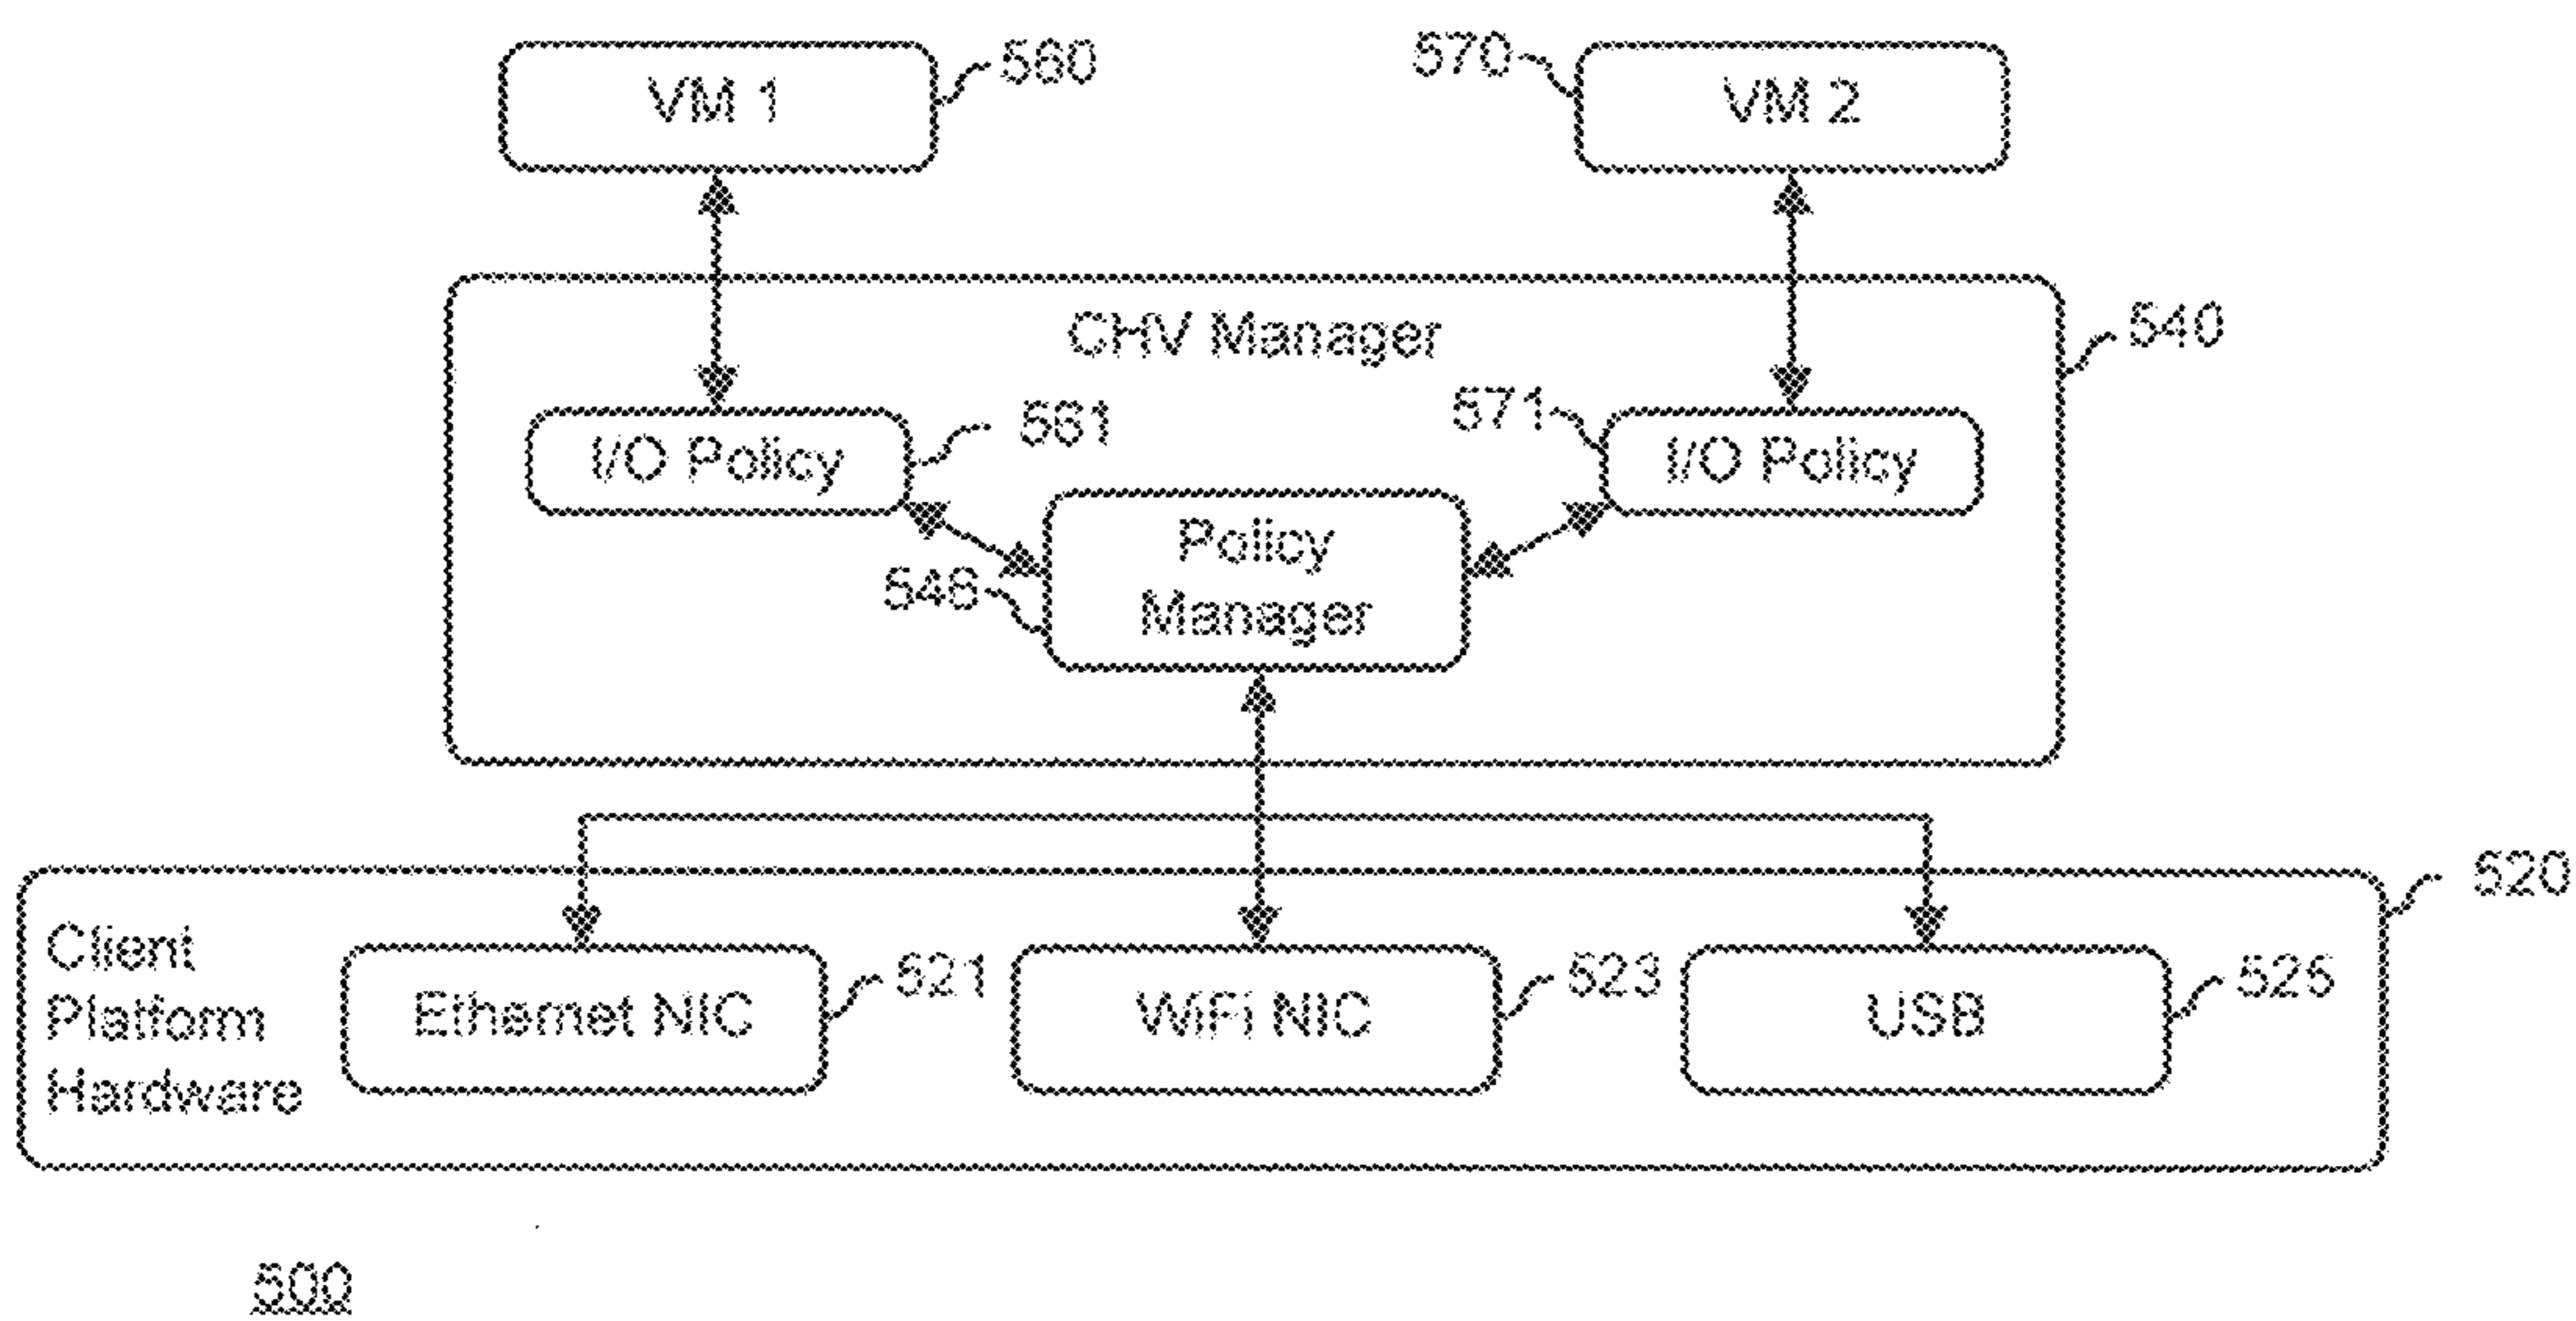 VM 1
560
570
VM 2
CHV Manager
540
I/O Policy
561
571
I/O Policy
Policy
Manager
546
520
Client
Platform
Hardware
Ethernet NIC
521
WiFi NIC
523
USB
525
500